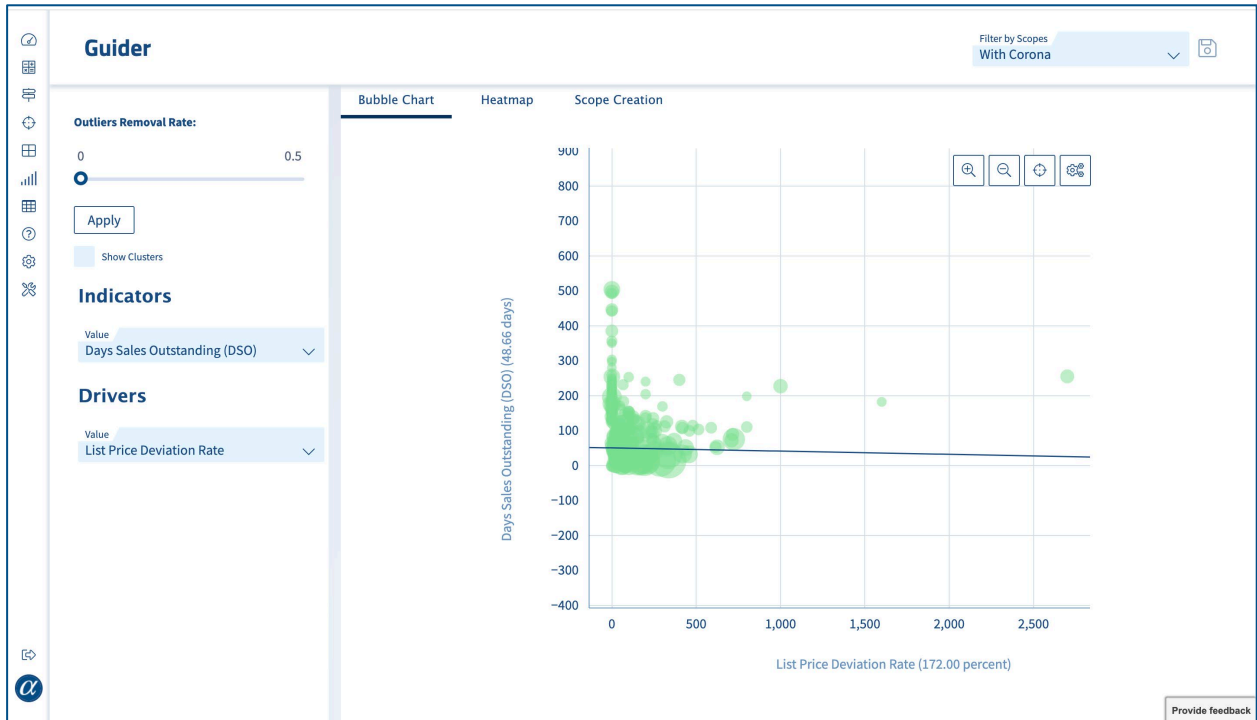 Guider
Filter by Scopes
With Corona
Bubble Chart Heatmap Scope Creation
Outliers Removal Rate:
0 0.5
Apply
Show Clusters
Indicators
Value
Days Sales Outstanding (DSO)
Drivers
Value
List Price Deviation Rate
Days Sales Outstanding (DSO) (48.66 days)
900
800
700
600
500
400
300
200
100
0
−100
−200
−300
−400
0 500 1,000 1,500 2,000 2,500
List Price Deviation Rate (172.00 percent)
α
Provide feedback